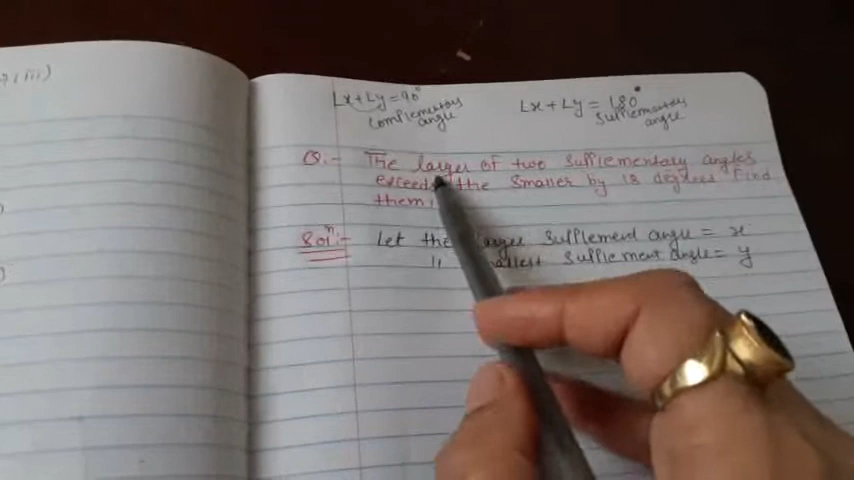 ∠x+∠y=90°
complementary
angle
∠x+∠y = 180°
supplementary
angle
Q:- The larger of two supplementary angles
exceeds the smaller by 18 degrees Find
them.
Solⁿ:- Let the larger supplement angle = x
" smallest supplement angle = y